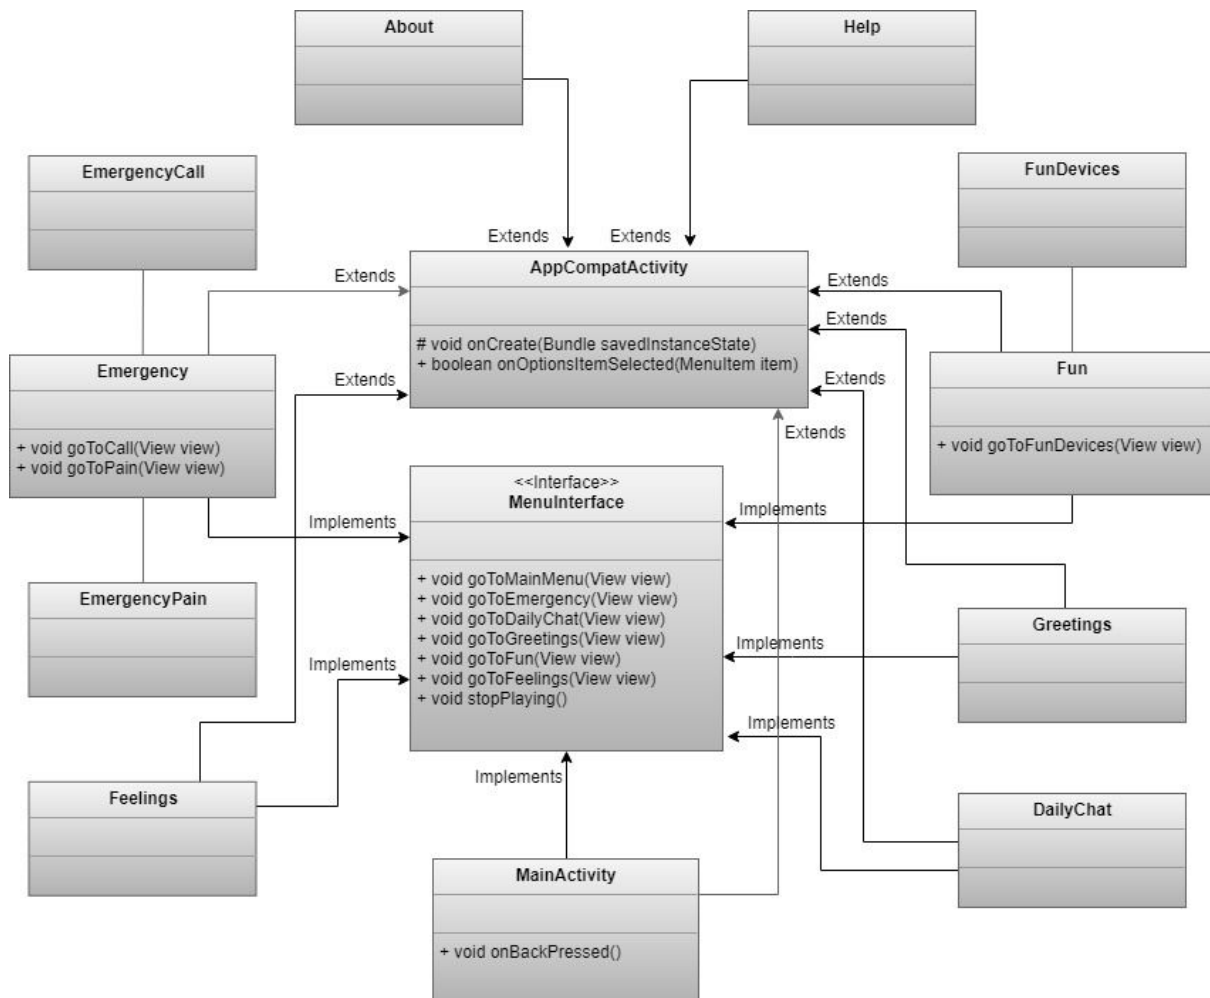 About
Help
EmergencyCall
FunDevices
Extends
Extends
AppCompatActivity
# void onCreate(Bundle savedInstanceState)
+ boolean onOptionsItemSelected(MenuItem item)
Extends
Extends
Extends
Extends
Extends
Extends
Emergency
+ void goToCall(View view)
+ void goToPain(View view)
Fun
+ void goToFunDevices(View view)
<<Interface>>
MenuInterface
+ void goToMainMenu(View view)
+ void goToEmergency(View view)
+ void goToDailyChat(View view)
+ void goToGreetings(View view)
+ void goToFun(View view)
+ void goToFeelings(View view)
+ void stopPlaying()
Implements
Implements
Implements
Implements
Implements
Implements
EmergencyPain
Greetings
Feelings
DailyChat
MainActivity
+ void onBackPressed()